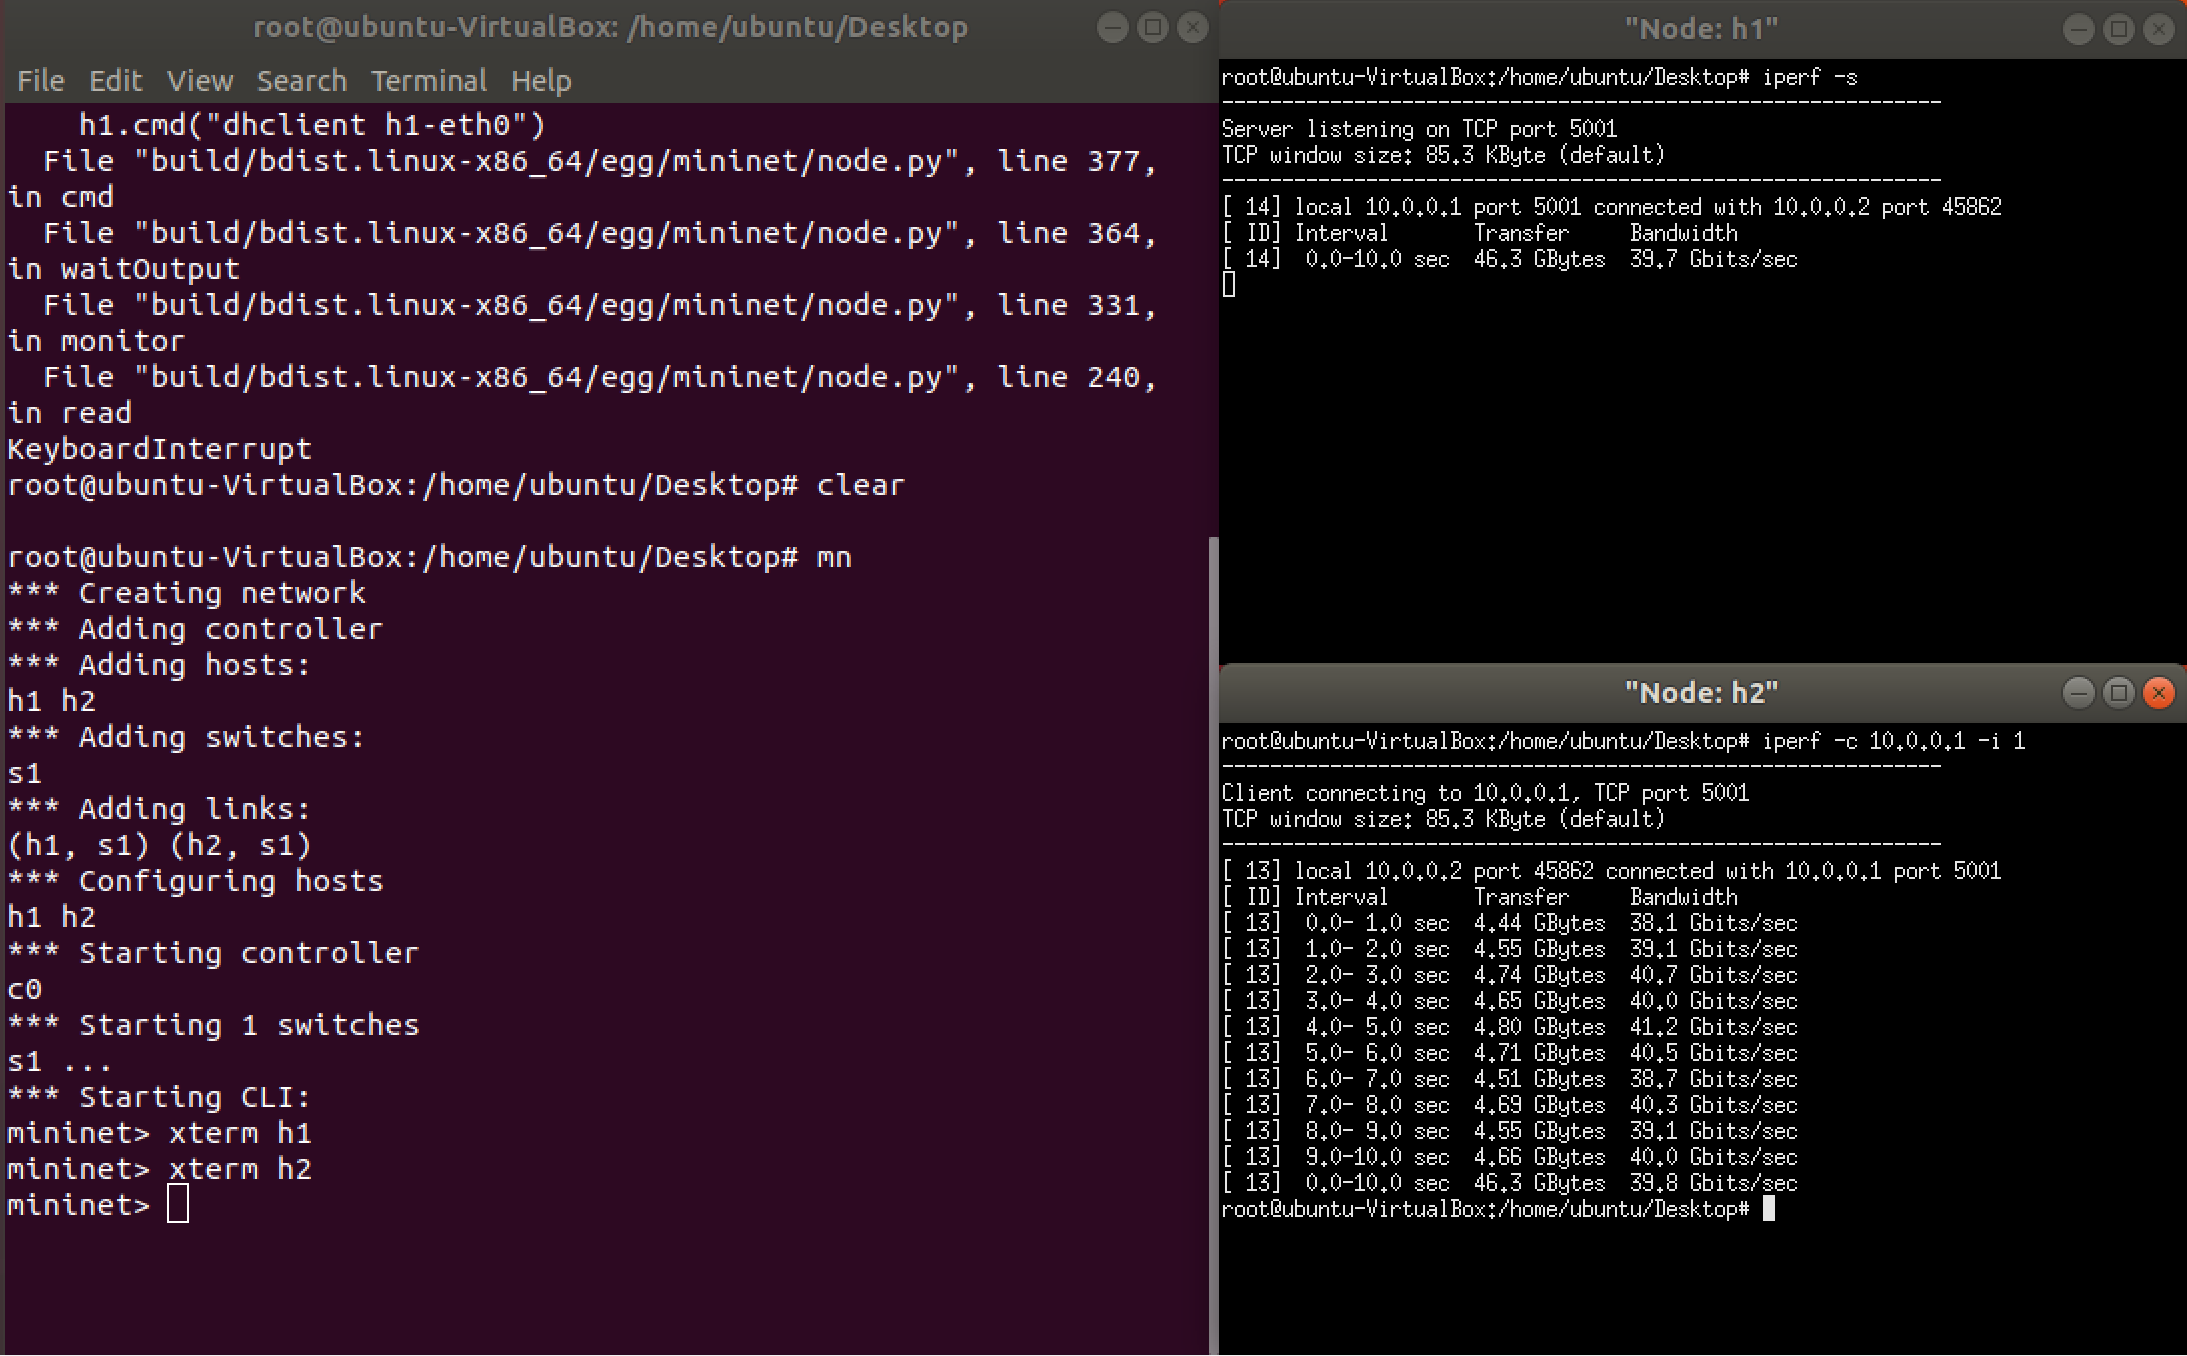 root@ubuntu-VirtualBox: /home/ubuntu/Desktop
File Edit View Search Terminal Help
    h1.cmd("dhclient h1-eth0")
  File "build/bdist.linux-x86_64/egg/mininet/node.py", line 377,
in cmd
  File "build/bdist.linux-x86_64/egg/mininet/node.py", line 364,
in waitOutput
  File "build/bdist.linux-x86_64/egg/mininet/node.py", line 331,
in monitor
  File "build/bdist.linux-x86_64/egg/mininet/node.py", line 240,
in read
KeyboardInterrupt
root@ubuntu-VirtualBox:/home/ubuntu/Desktop# clear
root@ubuntu-VirtualBox:/home/ubuntu/Desktop# mn
*** Creating network
*** Adding controller
*** Adding hosts:
h1 h2
*** Adding switches:
s1
*** Adding links:
(h1, s1) (h2, s1)
*** Configuring hosts
h1 h2
*** Starting controller
c0
*** Starting 1 switches
s1 ...
*** Starting CLI:
mininet> xterm h1
mininet> xterm h2
mininet>
"Node: h1"
root@ubuntu-VirtualBox:/home/ubuntu/Desktop# iperf -s
------------------------------------------------------------
Server listening on TCP port 5001
TCP window size: 85.3 KByte (default)
------------------------------------------------------------
[ 14] local 10.0.0.1 port 5001 connected with 10.0.0.2 port 45862
[ ID] Interval       Transfer     Bandwidth
[ 14]  0.0-10.0 sec  46.3 GBytes  39.7 Gbits/sec
"Node: h2"
root@ubuntu-VirtualBox:/home/ubuntu/Desktop# iperf -c 10.0.0.1 -i 1
------------------------------------------------------------
Client connecting to 10.0.0.1, TCP port 5001
TCP window size: 85.3 KByte (default)
------------------------------------------------------------
[ 13] local 10.0.0.2 port 45862 connected with 10.0.0.1 port 5001
[ ID] Interval       Transfer     Bandwidth
[ 13]  0.0- 1.0 sec  4.44 GBytes  38.1 Gbits/sec
[ 13]  1.0- 2.0 sec  4.55 GBytes  39.1 Gbits/sec
[ 13]  2.0- 3.0 sec  4.74 GBytes  40.7 Gbits/sec
[ 13]  3.0- 4.0 sec  4.65 GBytes  40.0 Gbits/sec
[ 13]  4.0- 5.0 sec  4.80 GBytes  41.2 Gbits/sec
[ 13]  5.0- 6.0 sec  4.71 GBytes  40.5 Gbits/sec
[ 13]  6.0- 7.0 sec  4.51 GBytes  38.7 Gbits/sec
[ 13]  7.0- 8.0 sec  4.69 GBytes  40.3 Gbits/sec
[ 13]  8.0- 9.0 sec  4.55 GBytes  39.1 Gbits/sec
[ 13]  9.0-10.0 sec  4.66 GBytes  40.0 Gbits/sec
[ 13]  0.0-10.0 sec  46.3 GBytes  39.8 Gbits/sec
root@ubuntu-VirtualBox:/home/ubuntu/Desktop#